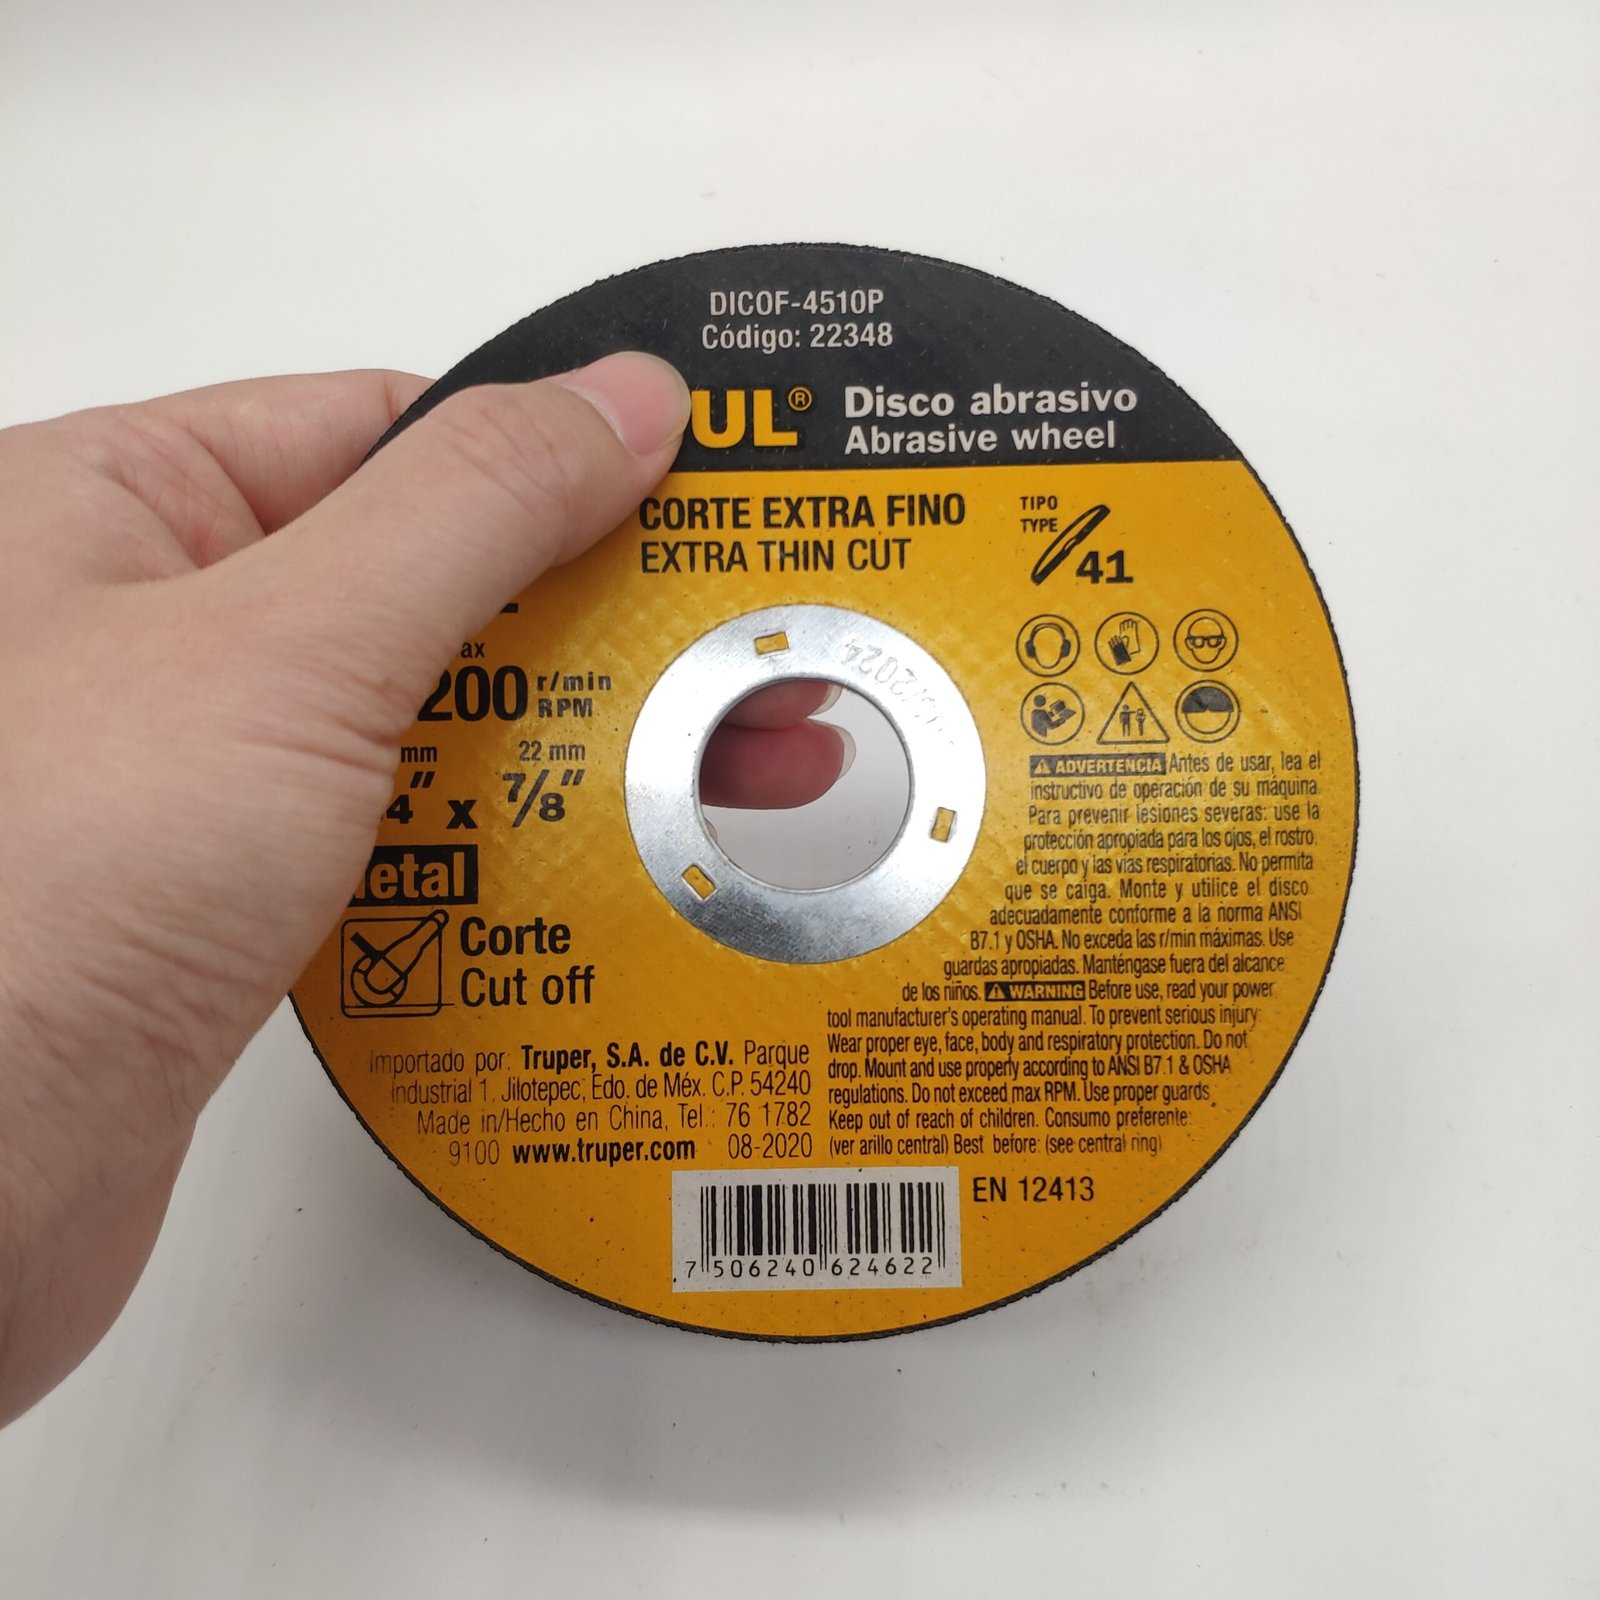 DICOF-4510P
Código: 22348
UL® Disco abrasivo
Abrasive wheel
CORTE EXTRA FINO
EXTRA THIN CUT
TIPO
TYPE
41
ax
200 r/min
RPM
mm 22 mm
4" x 7/8"
etal
Corte
Cut off
/2024
ADVERTENCIA Antes de usar, lea el
instructivo de operación de su máquina.
Para prevenir lesiones severas: use la
protección apropiada para los ojos, el rostro
el cuerpo y las vías respiratorias. No permita
que se caiga. Monte y utilice el disco
adecuadamente conforme a la norma ANSI
B7.1 y OSHA. No exceda las r/min máximas. Use
guardas apropiadas. Manténgase fuera del alcance
de los niños. WARNING Before use, read your power
tool manufacturer's operating manual. To prevent serious injury:
Wear proper eye, face, body and respiratory protection. Do not
drop. Mount and use properly according to ANSI B7.1 & OSHA
regulations. Do not exceed max RPM. Use proper guards
Keep out of reach of children. Consumo preferente:
(ver arillo central) Best before: (see central ring)
Importado por: Truper, S.A. de C.V. Parque
Industrial 1, Jilotepec, Edo. de Méx. C.P. 54240
Made in/Hecho en China, Tel.: 76 1782
9100 www.truper.com 08-2020
EN 12413
7 506240 624622